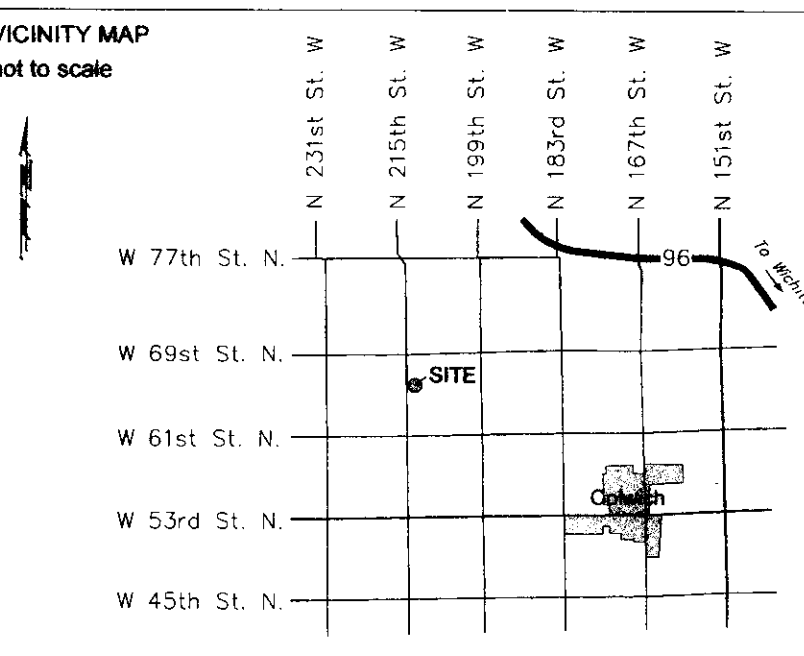 VICINITY MAP
not to scale
N 231st St. W
N 215th St. W
N 199th St. W
N 183rd St. W
N 167th St. W
N 151st St. W
W 77th St. N.
96
To Wichita
W 69st St. N.
SITE
W 61st St. N.
W 53rd St. N.
W 45th St. N.